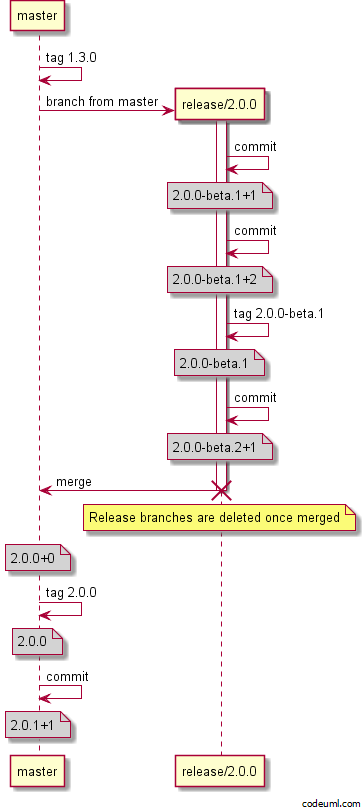 master
tag 1.3.0
branch from master
release/2.0.0
commit
2.0.0-beta.1+1
commit
2.0.0-beta.1+2
tag 2.0.0-beta.1
2.0.0-beta.1
commit
2.0.0-beta.2+1
merge
Release branches are deleted once merged
2.0.0+0
tag 2.0.0
2.0.0
commit
2.0.1+1
master
release/2.0.0
codeuml.com